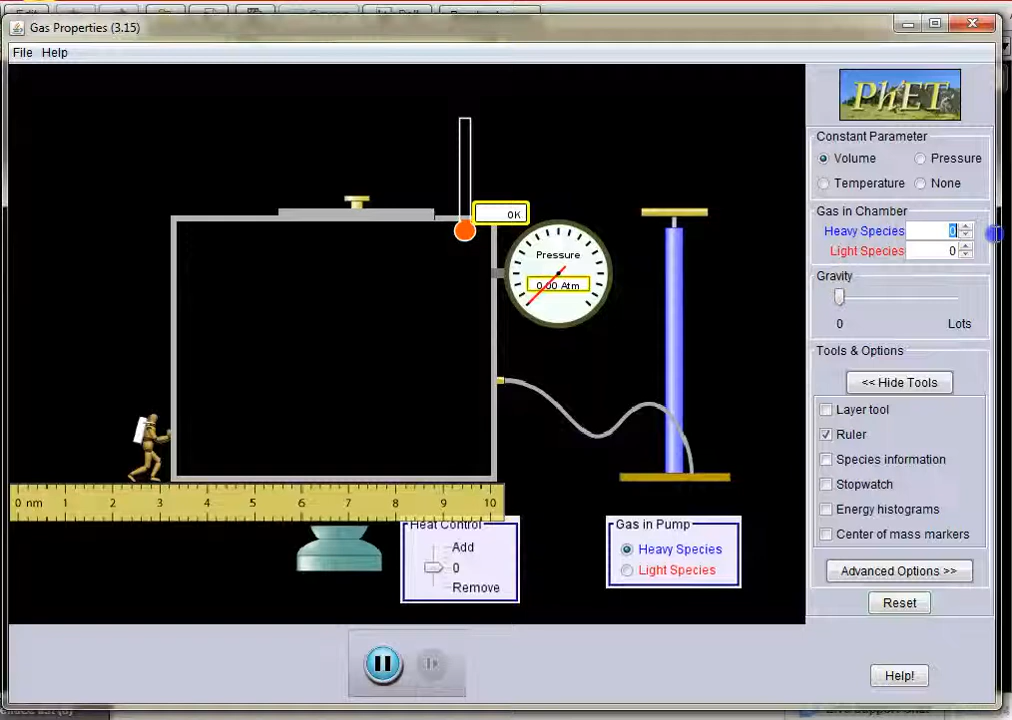 Gas Properties (3.15)
File Help
PhET
Constant Parameter
Volume Pressure
Temperature None
Gas in Chamber
Heavy Species 0
Light Species 0
Gravity
0 Lots
Tools & Options
<< Hide Tools
Layer tool
Ruler
Species information
Stopwatch
Energy histograms
Center of mass markers
Advanced Options >>
Reset
Help!
0K
Pressure
0.00 Atm
0 nm 1 2 3 4 5 6 7 8 9 10
Heat Control
Add
0
Remove
Gas in Pump
Heavy Species
Light Species